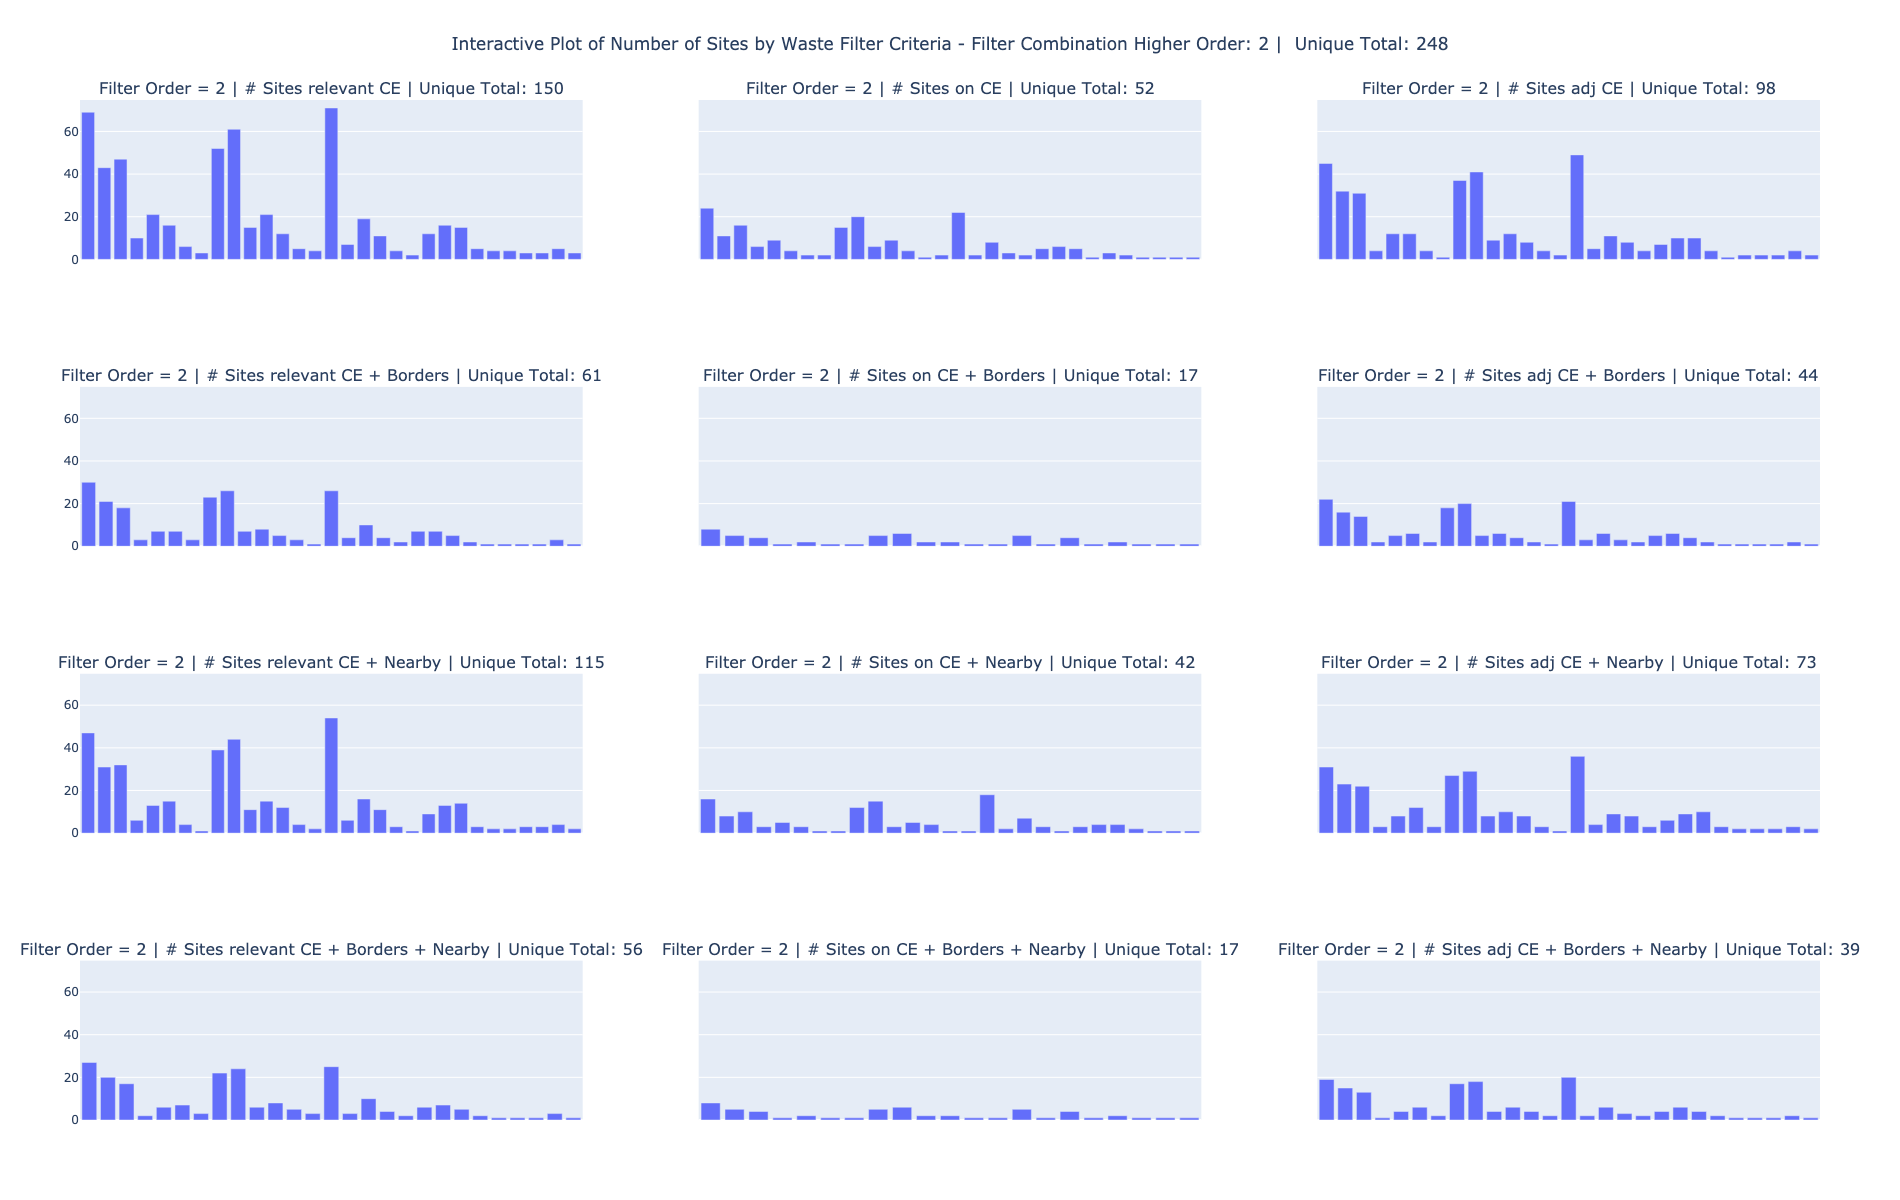 Interactive Plot of Number of Sites by Waste Filter Criteria - Filter Combination Higher Order: 2 |  Unique Total: 248
Filter Order = 2 | # Sites relevant CE | Unique Total: 150
Filter Order = 2 | # Sites on CE | Unique Total: 52
Filter Order = 2 | # Sites adj CE | Unique Total: 98
60
40
20
0
Filter Order = 2 | # Sites relevant CE + Borders | Unique Total: 61
Filter Order = 2 | # Sites on CE + Borders | Unique Total: 17
Filter Order = 2 | # Sites adj CE + Borders | Unique Total: 44
60
40
20
0
Filter Order = 2 | # Sites relevant CE + Nearby | Unique Total: 115
Filter Order = 2 | # Sites on CE + Nearby | Unique Total: 42
Filter Order = 2 | # Sites adj CE + Nearby | Unique Total: 73
60
40
20
0
Filter Order = 2 | # Sites relevant CE + Borders + Nearby | Unique Total: 56
Filter Order = 2 | # Sites on CE + Borders + Nearby | Unique Total: 17
Filter Order = 2 | # Sites adj CE + Borders + Nearby | Unique Total: 39
60
40
20
0